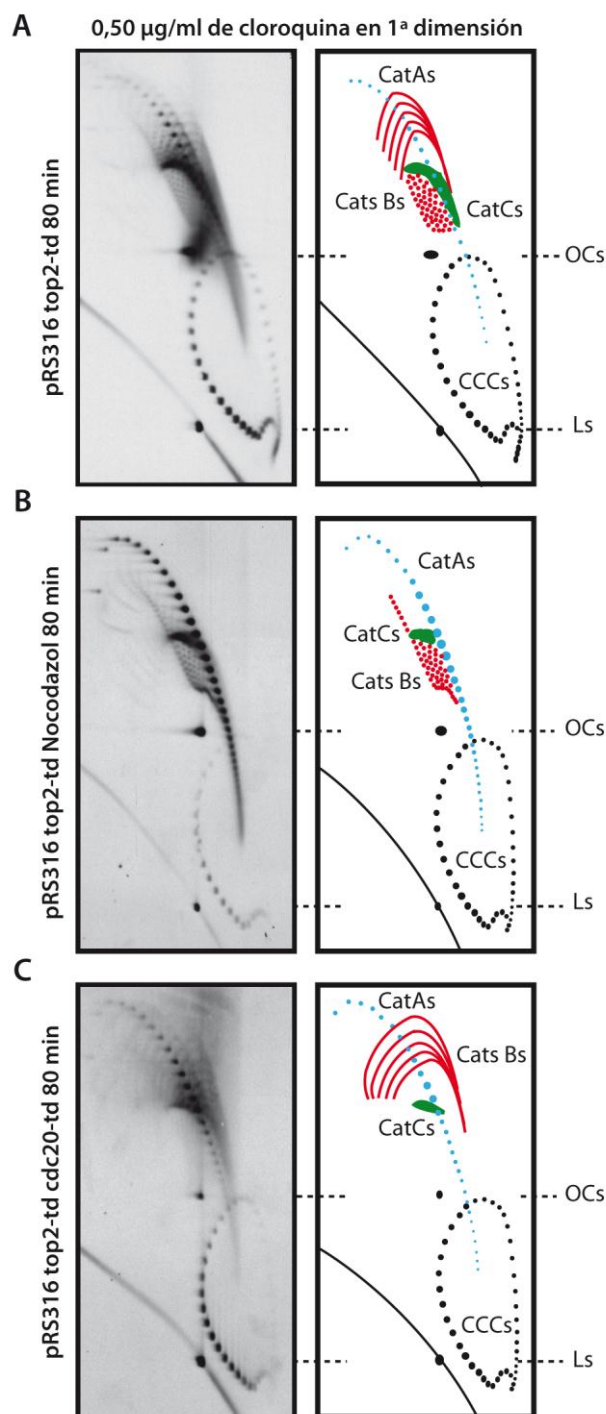 A
0,50 µg/ml de cloroquina en 1ª dimensión
pRS316 top2-td 80 min
CatAs
Cats Bs
CatCs
OCs
CCCs
Ls
B
pRS316 top2-td Nocodazol 80 min
CatAs
CatCs
Cats Bs
OCs
CCCs
Ls
C
pRS316 top2-td cdc20-td 80 min
CatAs
Cats Bs
CatCs
OCs
CCCs
Ls